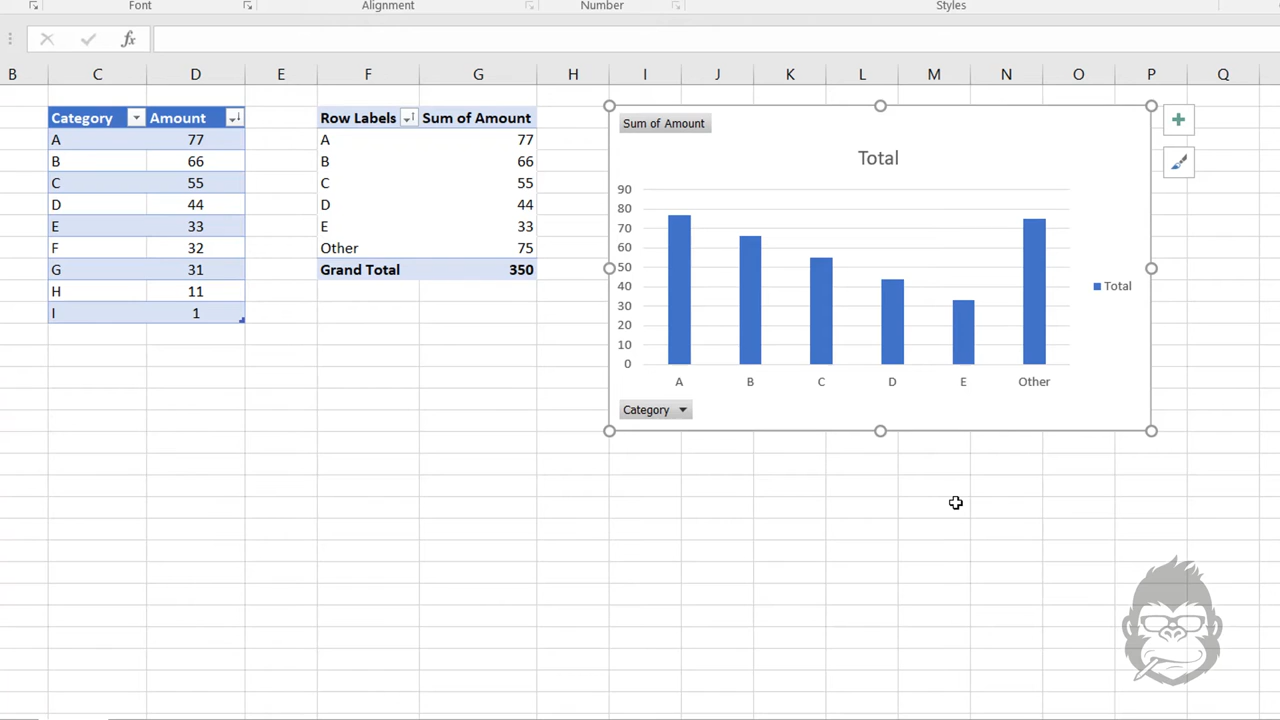 Font Alignment Number Styles
fx
B C D E F G H I J K L M N O P Q
Category Amount Row Labels Sum of Amount
A 77 A 77
B 66 B 66
C 55 C 55
D 44 D 44
E 33 E 33
F 32 Other 75
G 31 Grand Total 350
H 11
I 1
Sum of Amount
Total
90
80
70
60
50
40
30
20
10
0
A B C D E Other
Total
Category